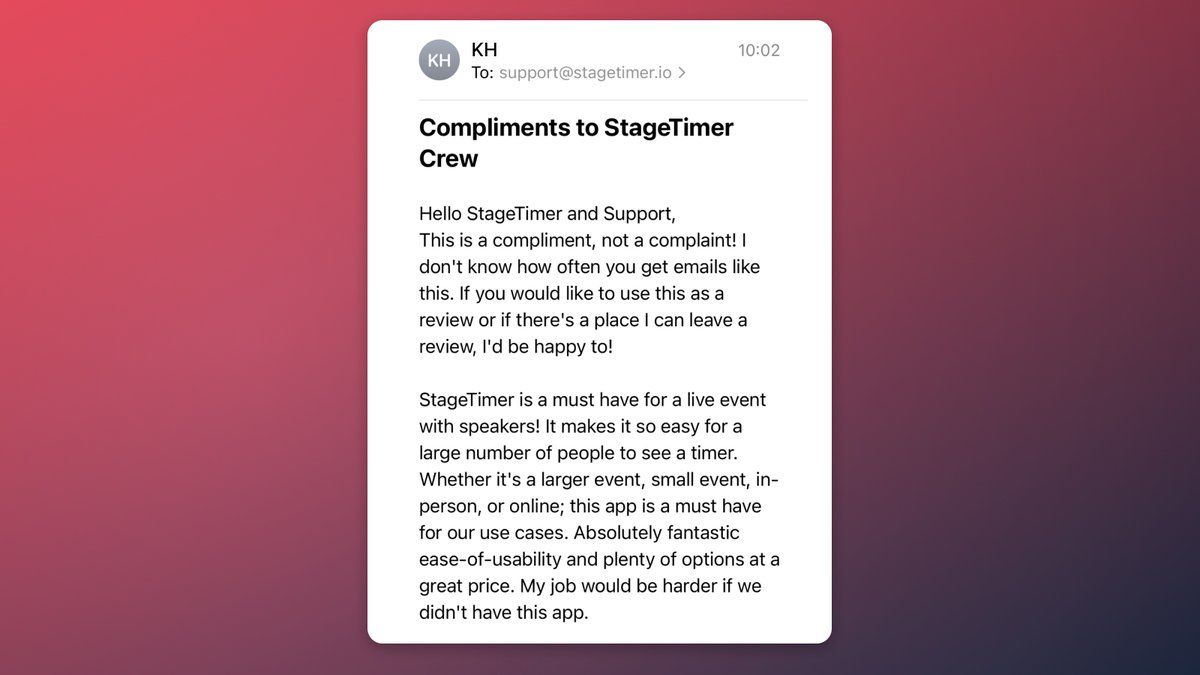 KH
KH
10:02
To: support@stagetimer.io >
Compliments to StageTimer
Crew
Hello StageTimer and Support,
This is a compliment, not a complaint! I
don't know how often you get emails like
this. If you would like to use this as a
review or if there's a place I can leave a
review, I'd be happy to!
StageTimer is a must have for a live event
with speakers! It makes it so easy for a
large number of people to see a timer.
Whether it's a larger event, small event, in-
person, or online; this app is a must have
for our use cases. Absolutely fantastic
ease-of-usability and plenty of options at a
great price. My job would be harder if we
didn't have this app.